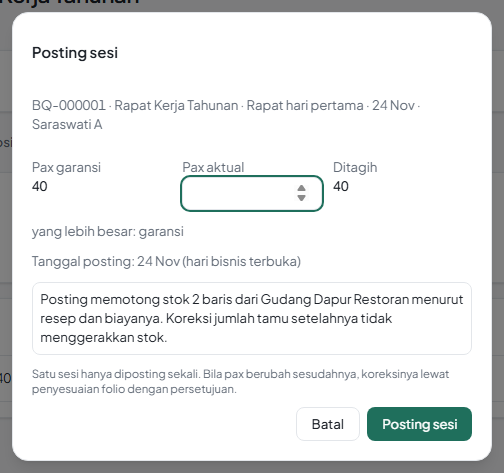 Kerja Tahunan
Posting sesi
BQ-000001 · Rapat Kerja Tahunan · Rapat hari pertama · 24 Nov ·
Saraswati A
Pax garansi
Pax aktual
Ditagih
40
40
yang lebih besar: garansi
Tanggal posting: 24 Nov (hari bisnis terbuka)
Posting memotong stok 2 baris dari Gudang Dapur Restoran menurut
resep dan biayanya. Koreksi jumlah tamu setelahnya tidak
menggerakkan stok.
Satu sesi hanya diposting sekali. Bila pax berubah sesudahnya, koreksinya lewat
penyesuaian folio dengan persetujuan.
Batal
Posting sesi